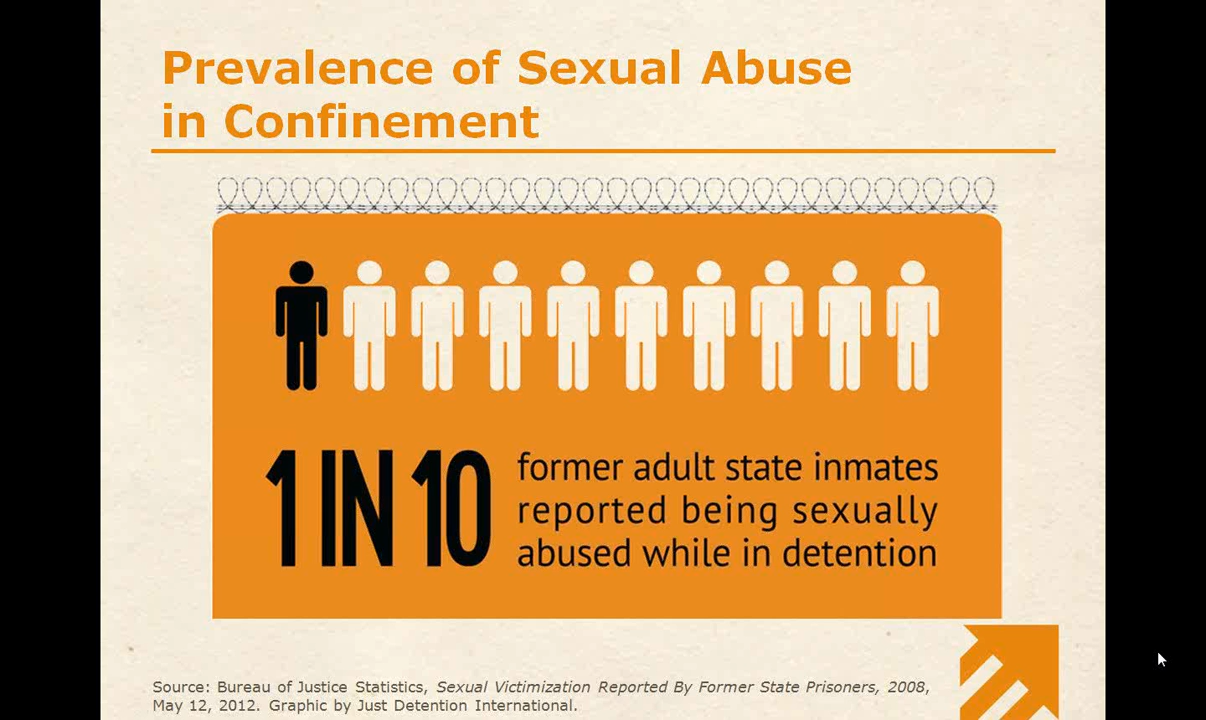 Prevalence of Sexual Abuse
in Confinement
1 IN 10
former adult state inmates
reported being sexually
abused while in detention
Source: Bureau of Justice Statistics, Sexual Victimization Reported By Former State Prisoners, 2008,
May 12, 2012. Graphic by Just Detention International.